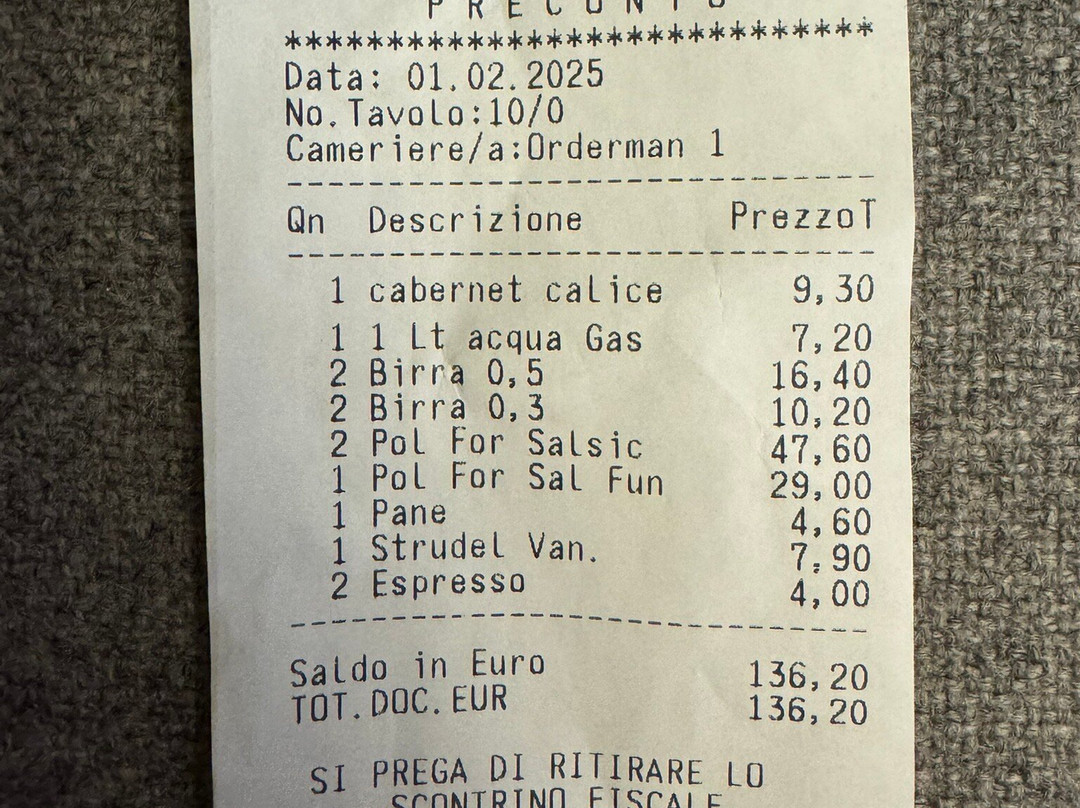 P R E C O N T O
*****************************
Data: 01.02.2025
No.Tavolo:10/0
Cameriere/a:Orderman 1
------------------------------
Qn Descrizione PrezzoT
------------------------------
1 cabernet calice 9,30
1 1 Lt acqua Gas 7,20
2 Birra 0,5 16,40
2 Birra 0,3 10,20
2 Pol For Salsic 47,60
1 Pol For Sal Fun 29,00
1 Pane 4,60
1 Strudel Van. 7,90
2 Espresso 4,00
------------------------------
Saldo in Euro 136,20
TOT.DOC.EUR 136,20
SI PREGA DI RITIRARE LO
SCONTRINO FISCALE